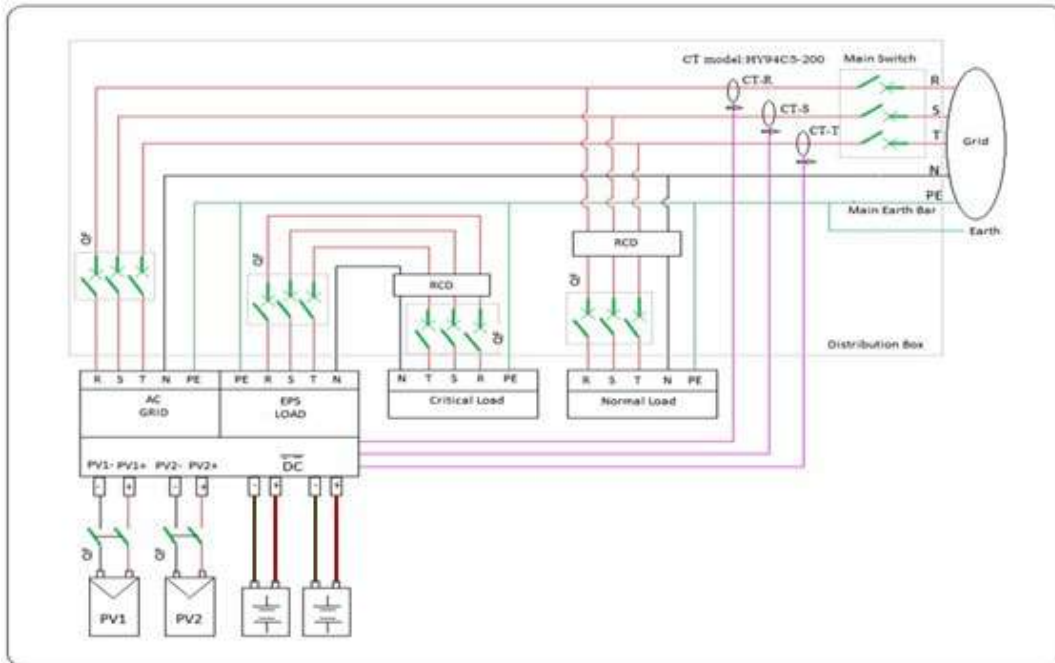 CT model:HY94C5-200
Main Switch
CT-R
R
CT-S
S
CT-T
T
Grid
N
PE
Main Earth Bar
Earth
QF
QF
RCD
RCD
QF
QF
Distribution Box
R S T N PE
PE R S T N
N T S R PE
R S T N PE
AC
GRID
EPS
LOAD
Critical Load
Normal Load
PV1- PV1+ PV2- PV2+
DC
- + - + - + - +
QF
QF
PV1
PV2